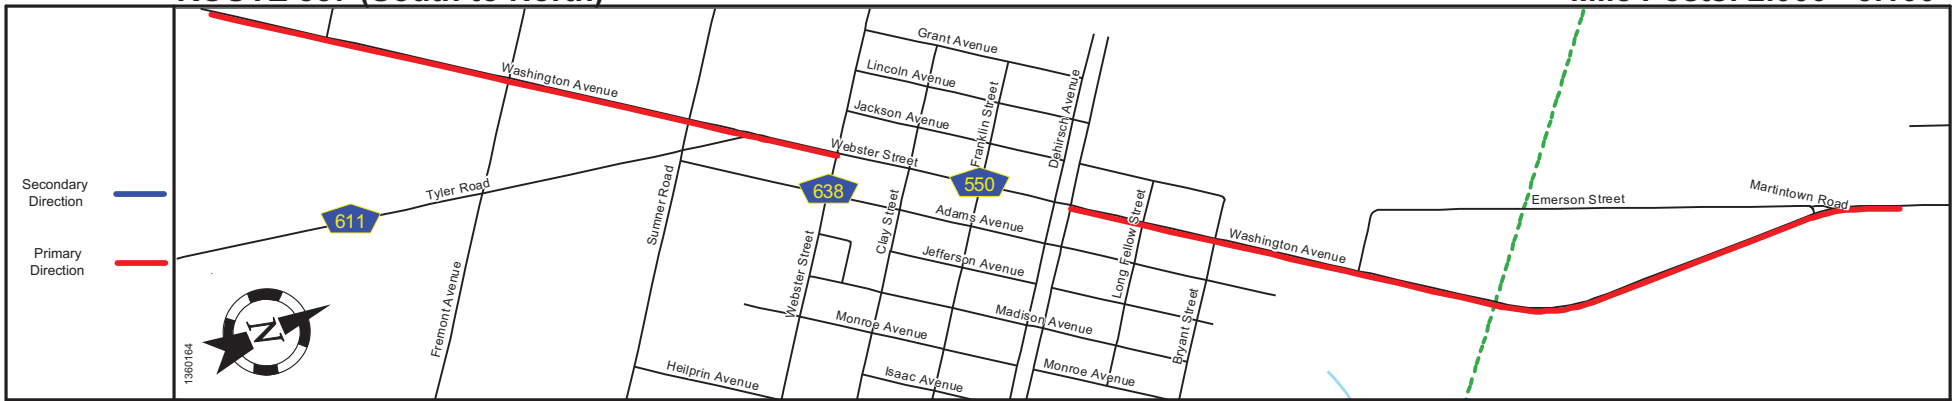 Secondary
Direction
Primary
Direction
1360164
N
Washington Avenue
Tyler Road
611
Fremont Avenue
Sumner Road
Heilprin Avenue
Webster Street
638
Webster Street
Monroe Avenue
Clay Street
Isaac Avenue
Grant Avenue
Lincoln Avenue
Jackson Avenue
Franklin Street
550
Adams Avenue
Jefferson Avenue
Madison Avenue
Monroe Avenue
Dehirsch Avenue
Long Fellow Street
Bryant Street
Washington Avenue
Emerson Street
Martintown Road